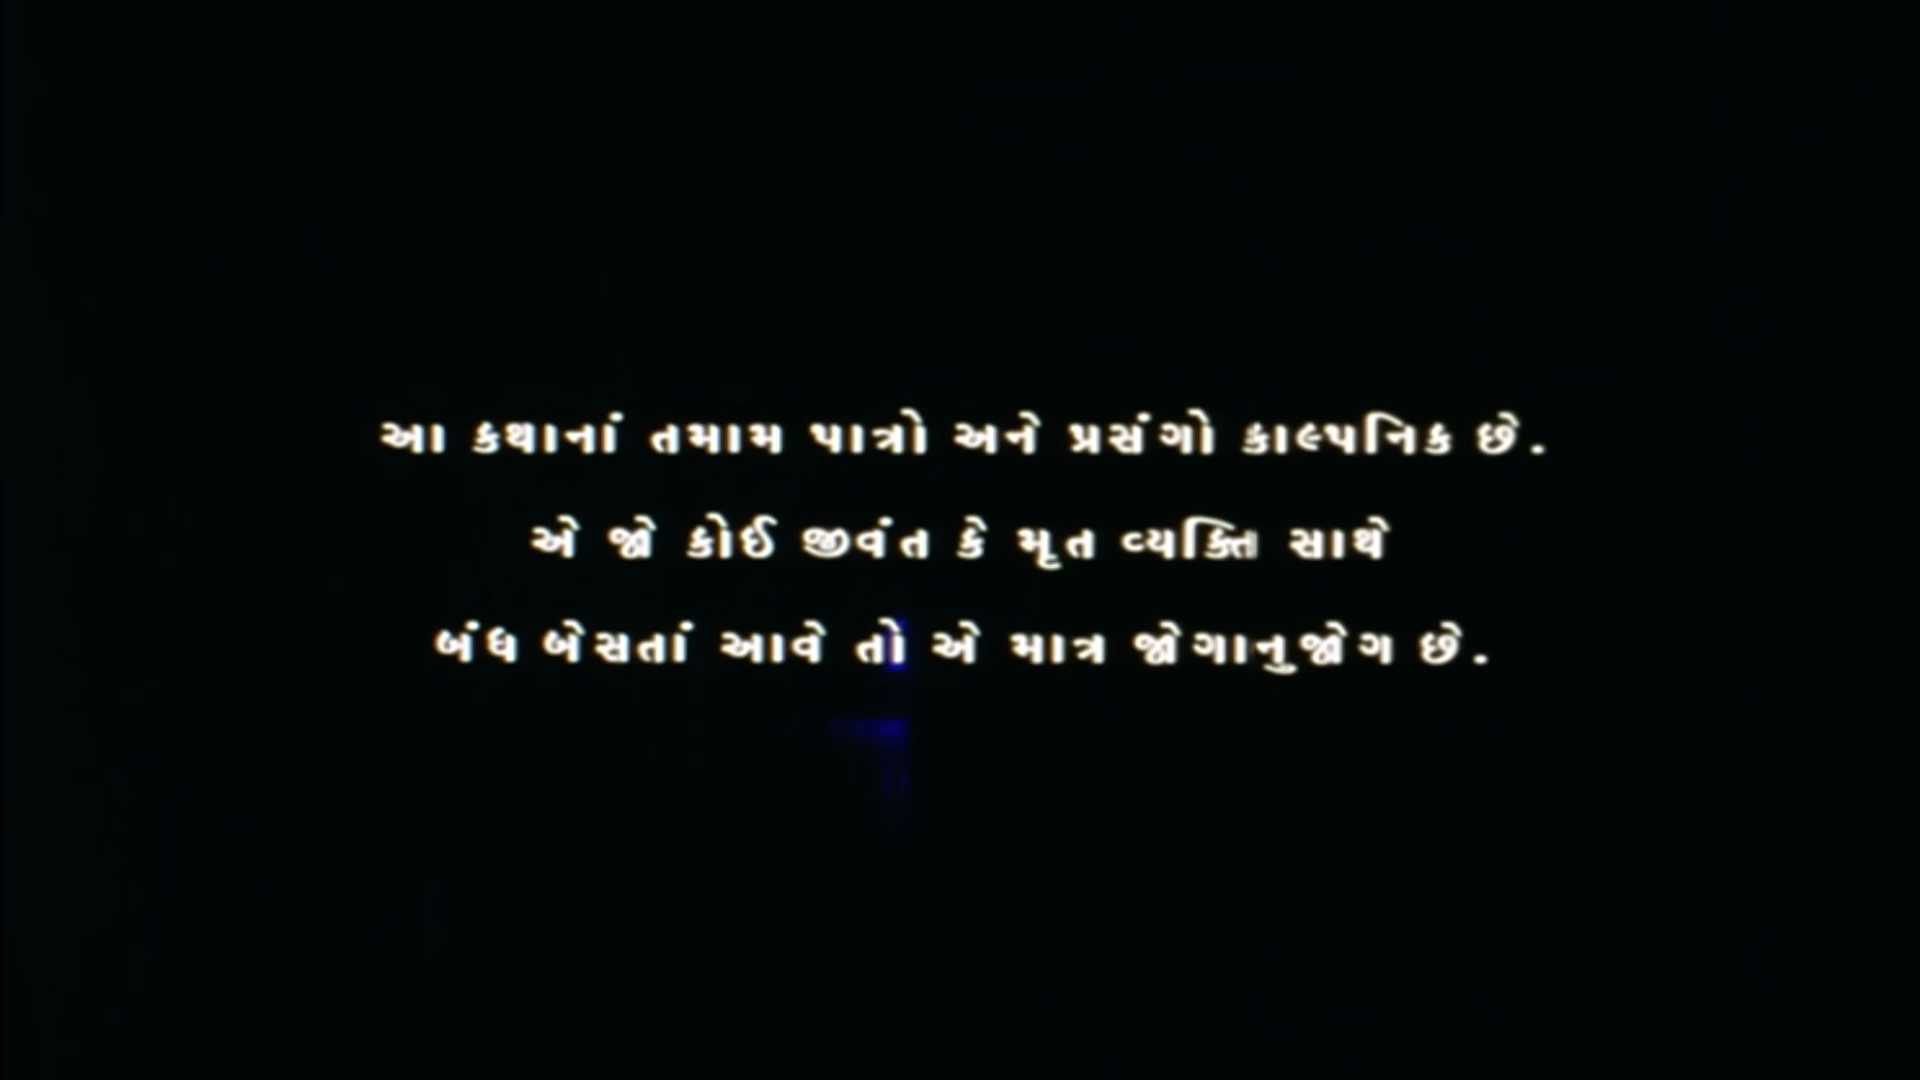 આ કથાનાં તમામ પાત્રો અને પ્રસંગો કાલ્પનિક છે.
એ જો કોઈ જીવંત કે મૃત વ્યક્તિ સાથે
બંધ બેસતાં આવે તો એ માત્ર જોગાનુજોગ છે.